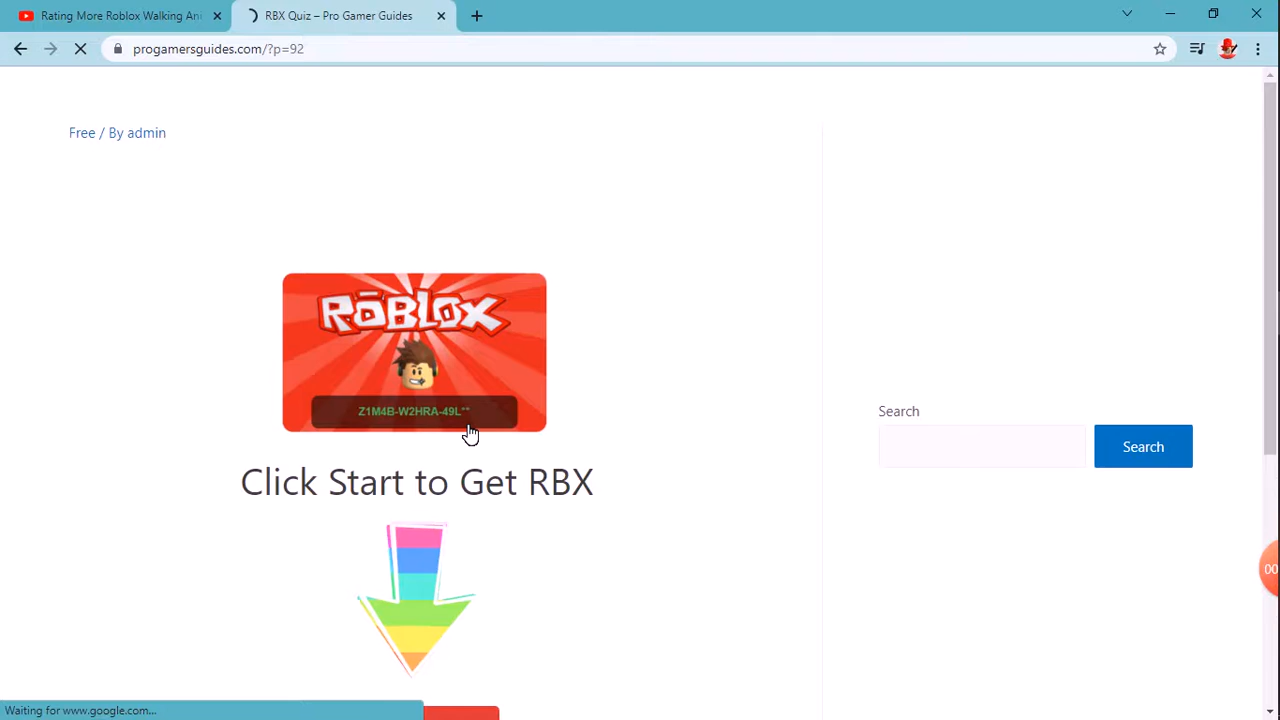 Rating More Roblox Walking An
RBX Quiz – Pro Gamer Guides
progamersguides.com/?p=92
Free / By admin
ROBLOX
Z1M4B-W2HRA-49L**
Click Start to Get RBX
Search
Search
00
Waiting for www.google.com...